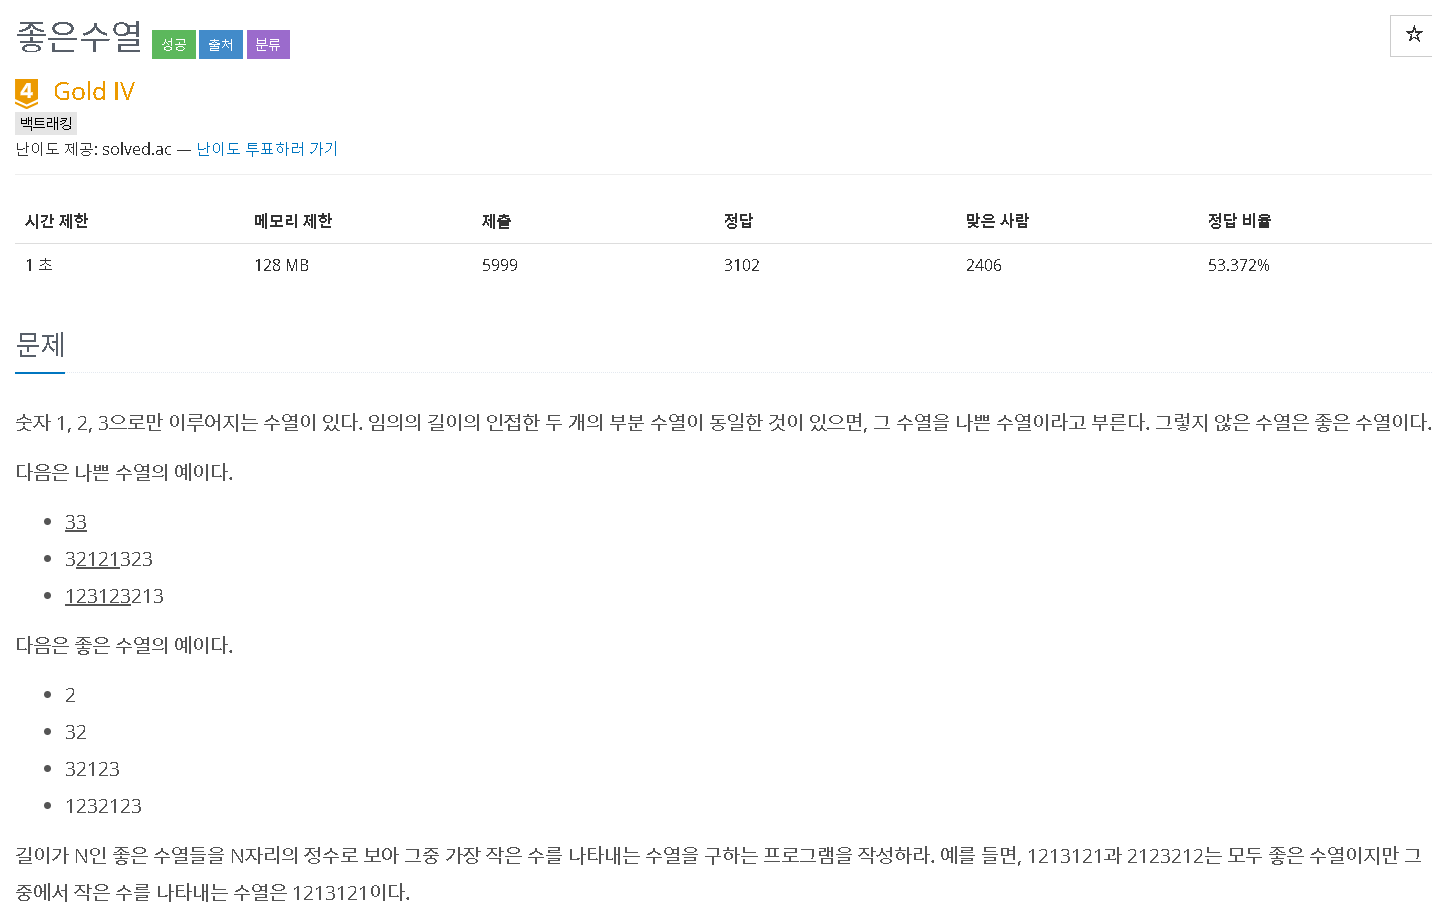 좋은수열 성공 출처 분류
☆
4 Gold IV
백트래킹
난이도 제공: solved.ac — 난이도 투표하러 가기
시간 제한 메모리 제한 제출 정답 맞은 사람 정답 비율
1 초 128 MB 5999 3102 2406 53.372%
문제
숫자 1, 2, 3으로만 이루어지는 수열이 있다. 임의의 길이의 인접한 두 개의 부분 수열이 동일한 것이 있으면, 그 수열을 나쁜 수열이라고 부른다. 그렇지 않은 수열은 좋은 수열이다.
다음은 나쁜 수열의 예이다.
• 33
• 32121323
• 123123213
다음은 좋은 수열의 예이다.
• 2
• 32
• 32123
• 1232123
길이가 N인 좋은 수열들을 N자리의 정수로 보아 그중 가장 작은 수를 나타내는 수열을 구하는 프로그램을 작성하라. 예를 들면, 1213121과 2123212는 모두 좋은 수열이지만 그
중에서 작은 수를 나타내는 수열은 1213121이다.